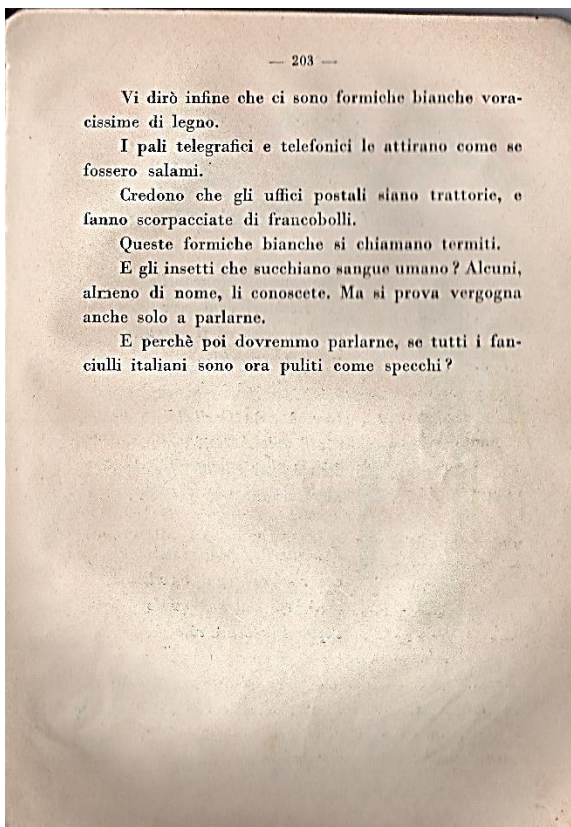 — 203 —
Vi dirò infine che ci sono formiche bianche vora-
cissime di legno.
I pali telegrafici e telefonici le attirano come se
fossero salami.
Credono che gli uffici postali siano trattorie, e
fanno scorpacciate di francobolli.
Queste formiche bianche si chiamano termiti.
E gli insetti che succhiano sangue umano? Alcuni,
almeno di nome, li conoscete. Ma si prova vergogna
anche solo a parlarne.
E perchè poi dovremmo parlarne, se tutti i fan-
ciulli italiani sono ora puliti come specchi?